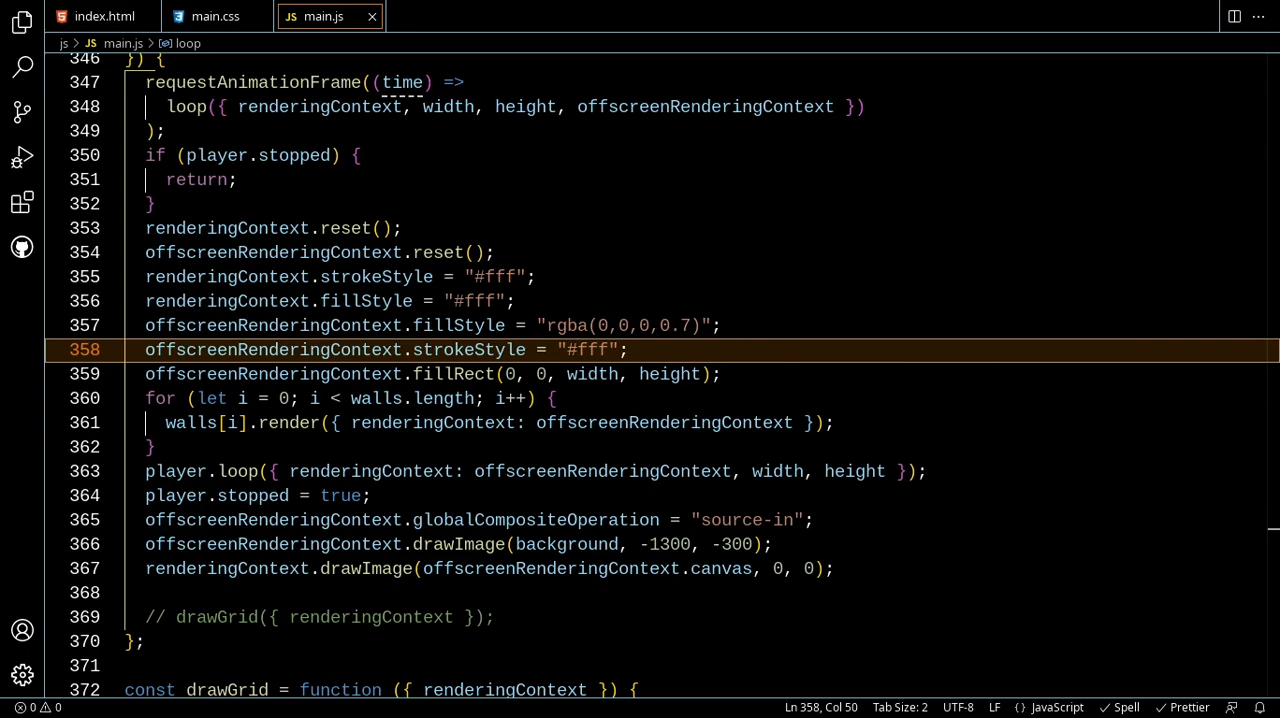 index.html
main.css
JS main.js
js > JS main.js > loop
346 }) {
347 requestAnimationFrame((time) =>
348 loop({ renderingContext, width, height, offscreenRenderingContext })
349 );
350 if (player.stopped) {
351 return;
352 }
353 renderingContext.reset();
354 offscreenRenderingContext.reset();
355 renderingContext.strokeStyle = "#fff";
356 renderingContext.fillStyle = "#fff";
357 offscreenRenderingContext.fillStyle = "rgba(0,0,0,0.7)";
358 offscreenRenderingContext.strokeStyle = "#fff";
359 offscreenRenderingContext.fillRect(0, 0, width, height);
360 for (let i = 0; i < walls.length; i++) {
361 walls[i].render({ renderingContext: offscreenRenderingContext });
362 }
363 player.loop({ renderingContext: offscreenRenderingContext, width, height });
364 player.stopped = true;
365 offscreenRenderingContext.globalCompositeOperation = "source-in";
366 offscreenRenderingContext.drawImage(background, -1300, -300);
367 renderingContext.drawImage(offscreenRenderingContext.canvas, 0, 0);
368
369 // drawGrid({ renderingContext });
370 };
371
372 const drawGrid = function ({ renderingContext }) {
0 0 Ln 358, Col 50 Tab Size: 2 UTF-8 LF {} JavaScript Spell Prettier